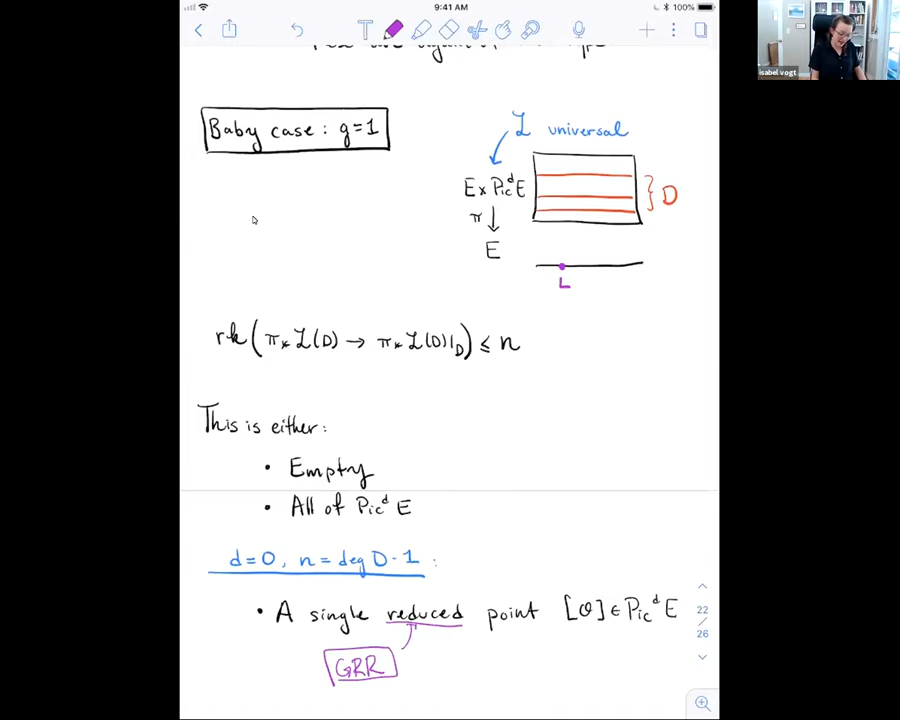 9:41 AM
100%
isabel vogt
Baby case: g=1
ℒ universal
E × Pic^d E
D
π
E
L
rk(π_* ℒ(D) → π_* ℒ(D)|_D) ≤ n
This is either:
• Empty
• All of Pic^d E
d=0, n=deg D-1:
• A single reduced point [𝒪] ∈ Pic^d E
GRR
22
/
26